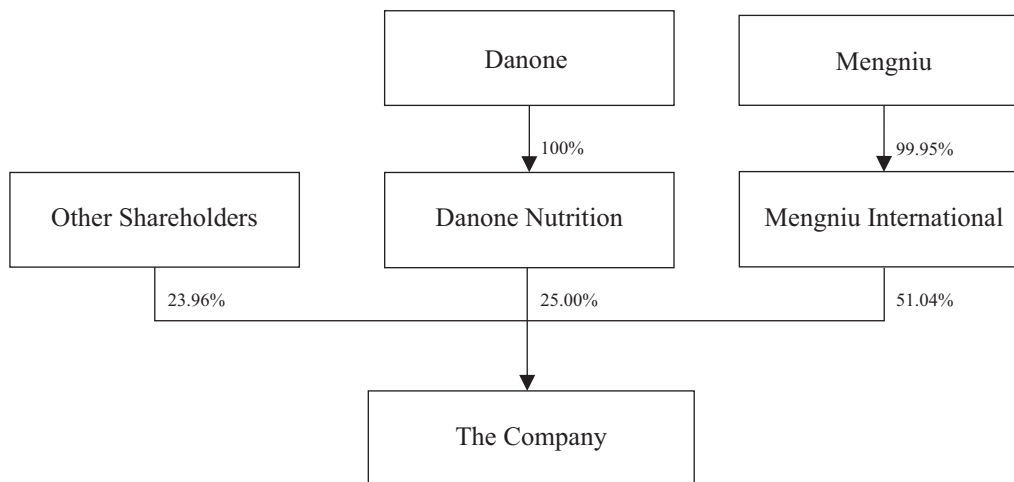 Danone
Mengniu
100%
99.95%
Other Shareholders
Danone Nutrition
Mengniu International
23.96%
25.00%
51.04%
The Company